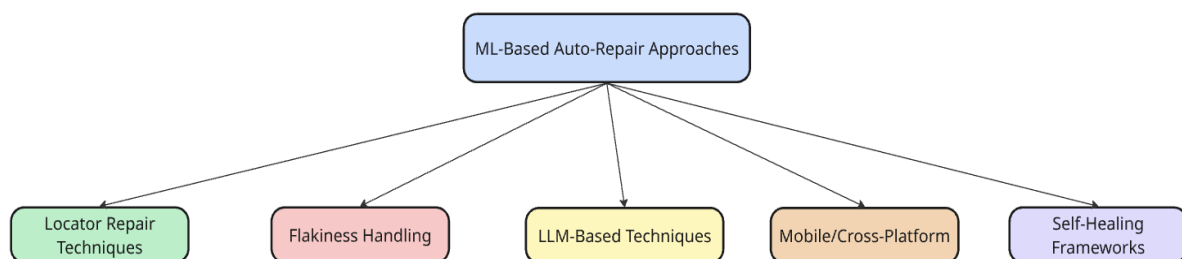 ML-Based Auto-Repair Approaches
Locator Repair
Techniques
Flakiness Handling
LLM-Based Techniques
Mobile/Cross-Platform
Self-Healing
Frameworks